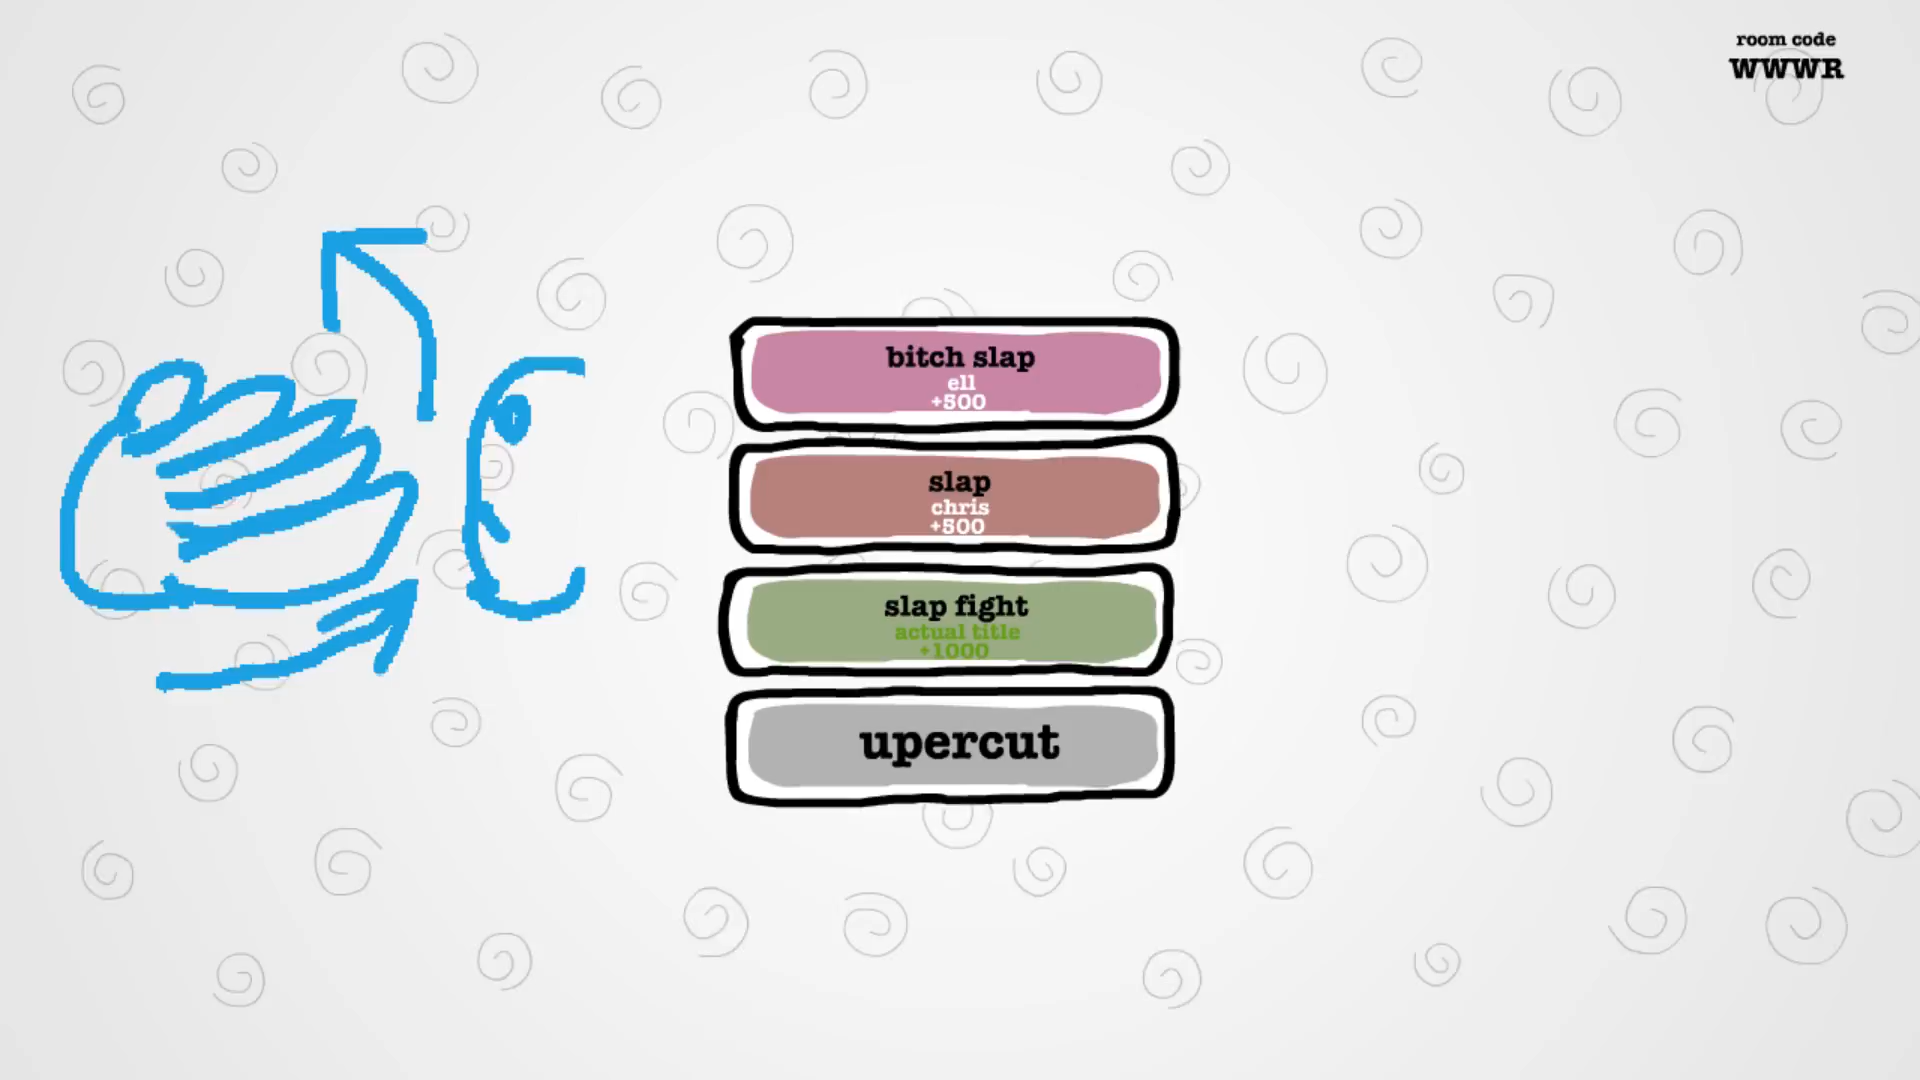 room code
WWWR
bitch slap
ell
+500
slap
chris
+500
slap fight
actual title
+1000
upercut